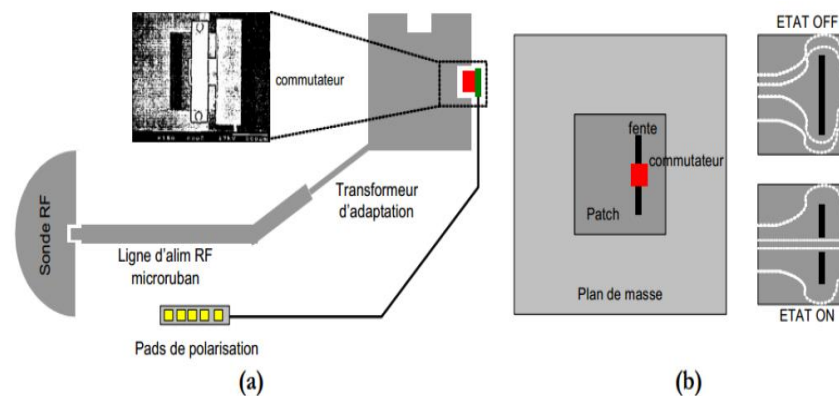 commutateur
Sonde RF
Transformeur
d'adaptation
Ligne d'alim RF
microruban
Pads de polarisation
(a)
fente
commutateur
Patch
Plan de masse
ETAT OFF
ETAT ON
(b)